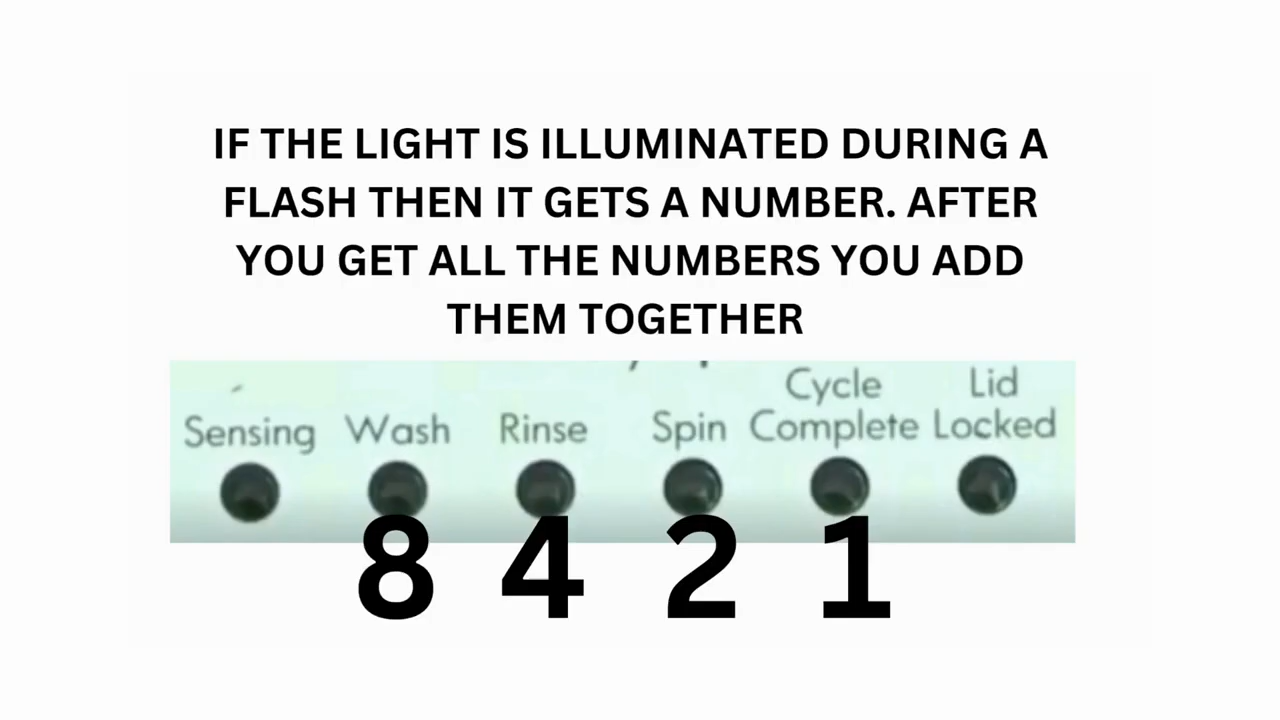 IF THE LIGHT IS ILLUMINATED DURING A
FLASH THEN IT GETS A NUMBER. AFTER
YOU GET ALL THE NUMBERS YOU ADD
THEM TOGETHER
Sensing Wash Rinse Spin Cycle Complete Lid Locked
8 4 2 1